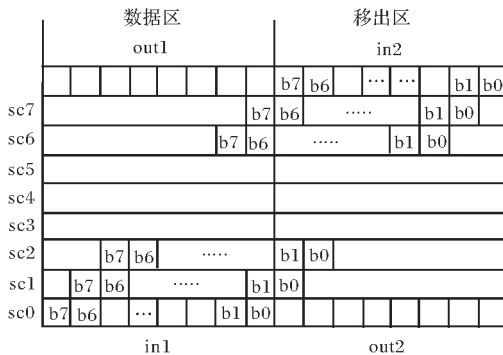 数据区 移出区
out1 in2
b7 b6 ... ... b1 b0
sc7 b7 b6 ..... b1 b0
sc6 b7 b6 ..... b1 b0
sc5
sc4
sc3
sc2 b7 b6 ..... b1 b0
sc1 b7 b6 ..... b1 b0
sc0 b7 b6 ... b1 b0
in1 out2